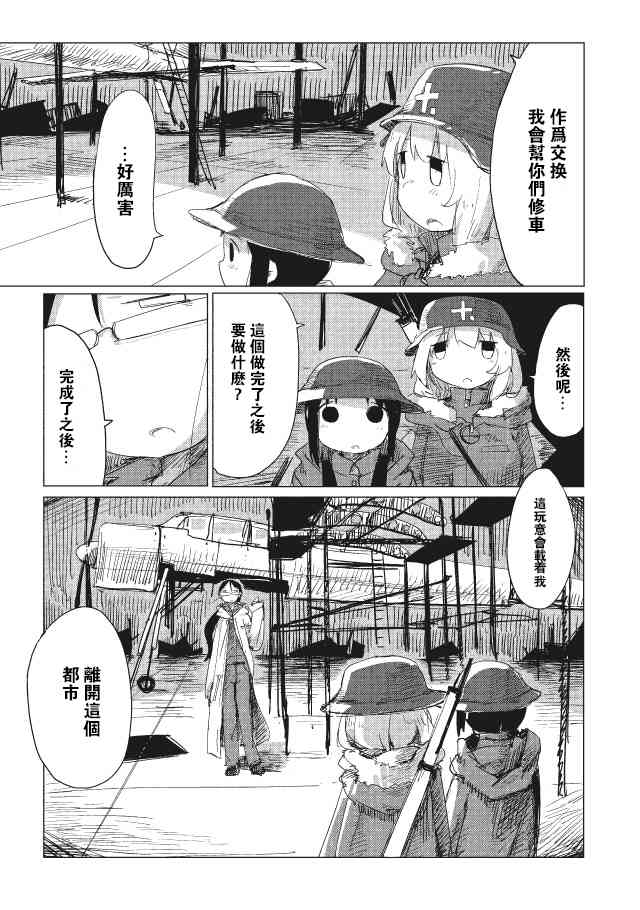 作爲交換
我會幫你們修車
…好厲害
然後呢…
這個做完了之後
要做什麽？
完成了之後…
這玩意會載着我
離開這個
都市